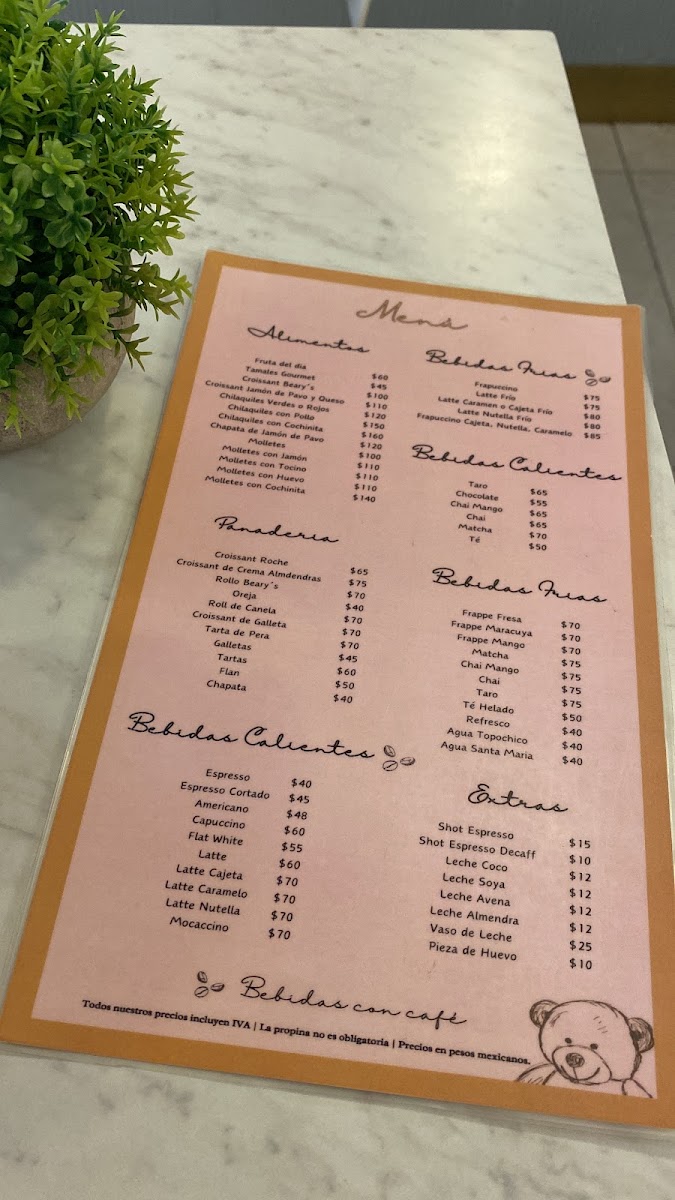 Menú
Alimentos
Fruta del día $60
Tamales Gourmet $45
Croissant Beary´s $100
Croissant Jamón de Pavo y Queso $110
Chilaquiles Verdes o Rojos $120
Chilaquiles con Pollo $150
Chilaquiles con Cochinita $160
Chapata de Jamón de Pavo $120
Molletes $100
Molletes con Jamón $110
Molletes con Tocino $110
Molletes con Huevo $110
Molletes con Cochinita $140
Panaderia
Croissant Roche $65
Croissant de Crema Almdendras $75
Rollo Beary´s $70
Oreja $40
Roll de Canela $70
Croissant de Galleta $70
Tarta de Pera $70
Galletas $45
Tartas $60
Flan $50
Chapata $40
Bebidas Calientes
Espresso $40
Espresso Cortado $45
Americano $48
Capuccino $60
Flat White $55
Latte $60
Latte Cajeta $70
Latte Caramelo $70
Latte Nutella $70
Mocaccino $70
Bebidas Frias
Frapuccino $75
Latte Frío $75
Latte Caramen o Cajeta Frío $80
Latte Nutella Frío $80
Frapuccino Cajeta, Nutella, Caramelo $85
Bebidas Calientes
Taro $65
Chocolate $55
Chai Mango $65
Chai $65
Matcha $70
Té $50
Bebidas Frias
Frappe Fresa $70
Frappe Maracuya $70
Frappe Mango $70
Matcha $75
Chai Mango $75
Chai $75
Taro $75
Té Helado $50
Refresco $40
Agua Topochico $40
Agua Santa Maria $40
Extras
Shot Espresso $15
Shot Espresso Decaff $10
Leche Coco $12
Leche Soya $12
Leche Avena $12
Leche Almendra $12
Vaso de Leche $25
Pieza de Huevo $10
Bebidas con café
Todos nuestros precios incluyen IVA | La propina no es obligatoria | Precios en pesos mexicanos.